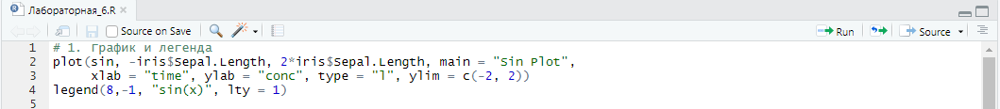 Лабораторная_6.R
Source on Save
Run
Source
1 # 1. График и легенда
2 plot(sin, -iris$Sepal.Length, 2*iris$Sepal.Length, main = "Sin Plot",
3 xlab = "time", ylab = "conc", type = "l", ylim = c(-2, 2))
4 legend(8,-1, "sin(x)", lty = 1)
5